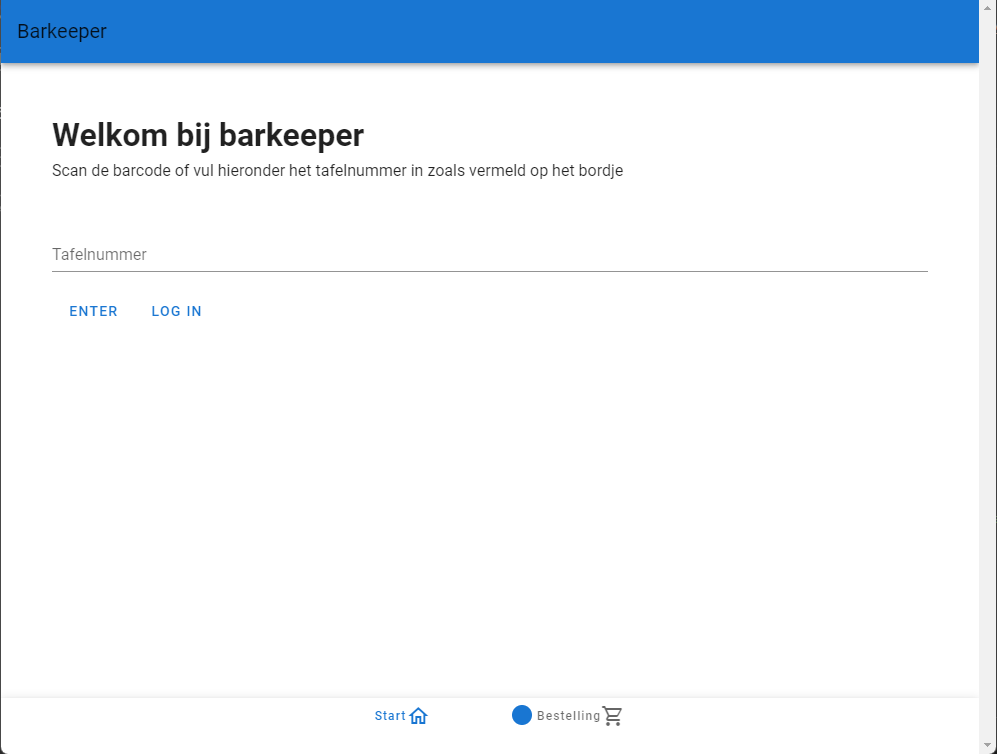 Barkeeper
Welkom bij barkeeper
Scan de barcode of vul hieronder het tafelnummer in zoals vermeld op het bordje
Tafelnummer
ENTER LOG IN
Start Bestelling